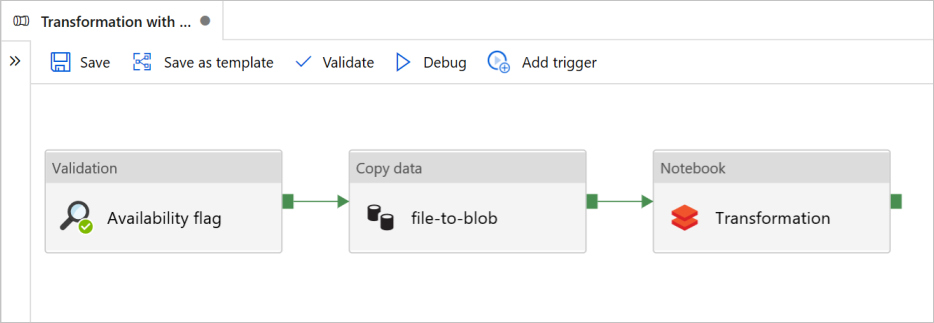 Transformation with ...
Save
Save as template
Validate
Debug
Add trigger
Validation
Availability flag
Copy data
file-to-blob
Notebook
Transformation